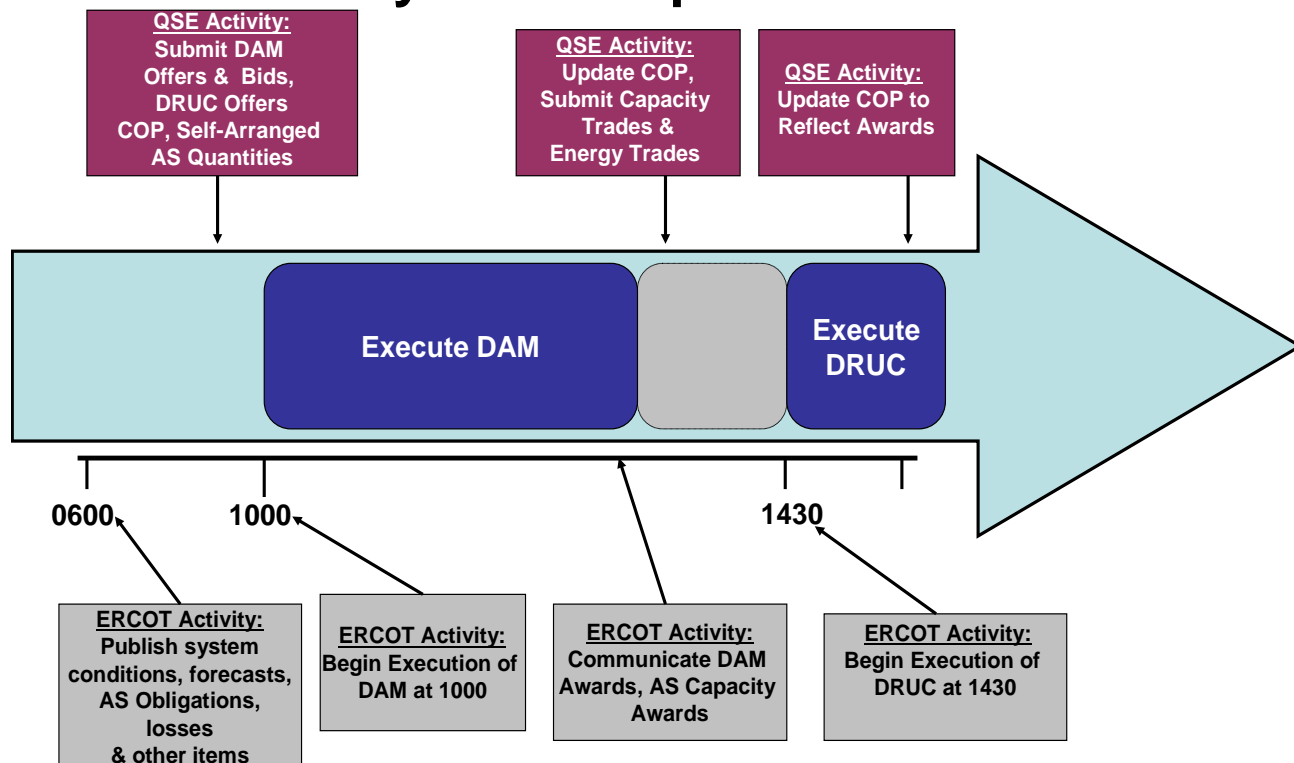 QSE Activity:
Submit DAM
Offers & Bids,
DRUC Offers
COP, Self-Arranged
AS Quantities
QSE Activity:
Update COP,
Submit Capacity
Trades &
Energy Trades
QSE Activity:
Update COP to
Reflect Awards
Execute DAM
Execute
DRUC
0600
1000
1430
ERCOT Activity:
Publish system
conditions, forecasts,
AS Obligations,
losses
& other items
ERCOT Activity:
Begin Execution of
DAM at 1000
ERCOT Activity:
Communicate DAM
Awards, AS Capacity
Awards
ERCOT Activity:
Begin Execution of
DRUC at 1430